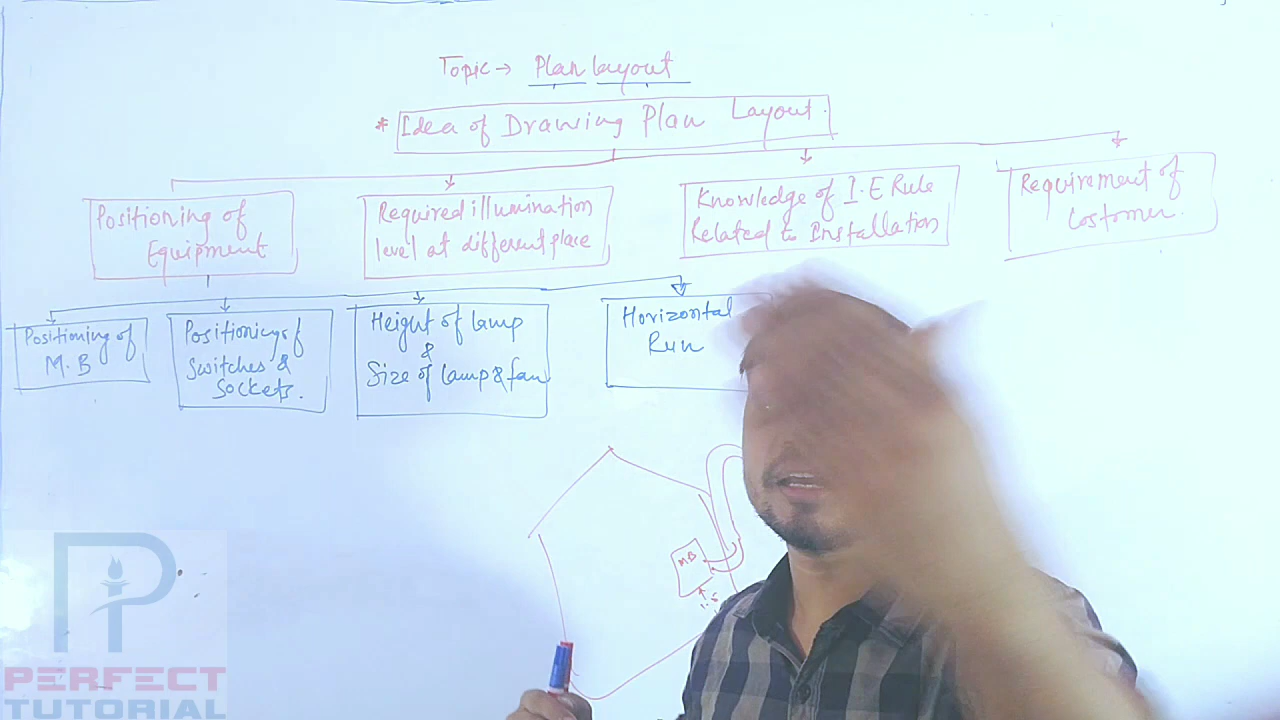 Topic → Plan layout
* Idea of Drawing Plan Layout.
Positioning of
Equipment
Required illumination
level at different place
Knowledge of I.E Rule
Related to Installation
Requirement of
Costomer.
Positioning of
M.B
Positioning of
Switches &
Sockets.
Height of lamp
&
Size of lamp & fan
Horizontal
Run
M.B
PERFECT
TUTORIAL